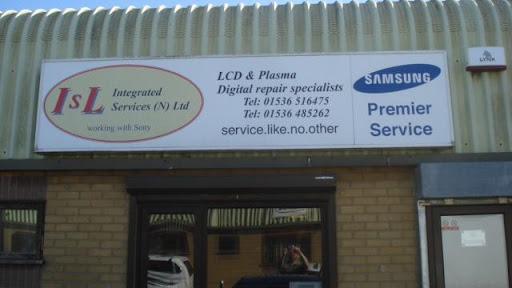 IsL
Integrated
Services (N) Ltd
working with Sony
LCD & Plasma
Digital repair specialists
Tel: 01536 516475
Tel: 01536 485262
service.like.no.other
SAMSUNG
Premier
Service